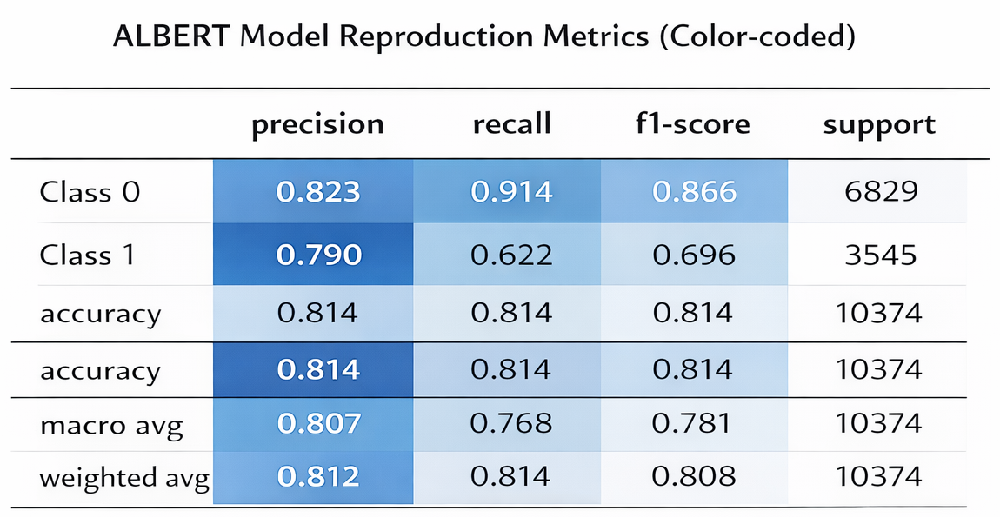 ALBERT Model Reproduction Metrics (Color-coded)
precision recall f1-score support
Class 0 0.823 0.914 0.866 6829
Class 1 0.790 0.622 0.696 3545
accuracy 0.814 0.814 0.814 10374
accuracy 0.814 0.814 0.814 10374
macro avg 0.807 0.768 0.781 10374
weighted avg 0.812 0.814 0.808 10374